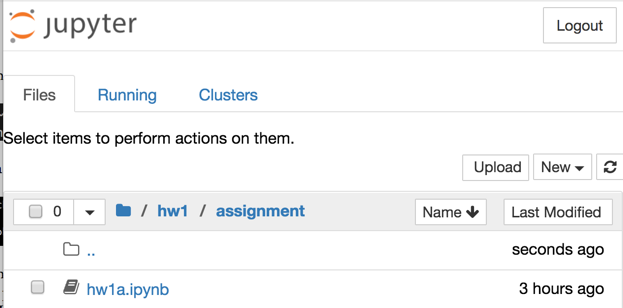 jupyter
Logout
Files Running Clusters
Select items to perform actions on them.
Upload New
0 / hw1 / assignment Name Last Modified
.. seconds ago
hw1a.ipynb 3 hours ago